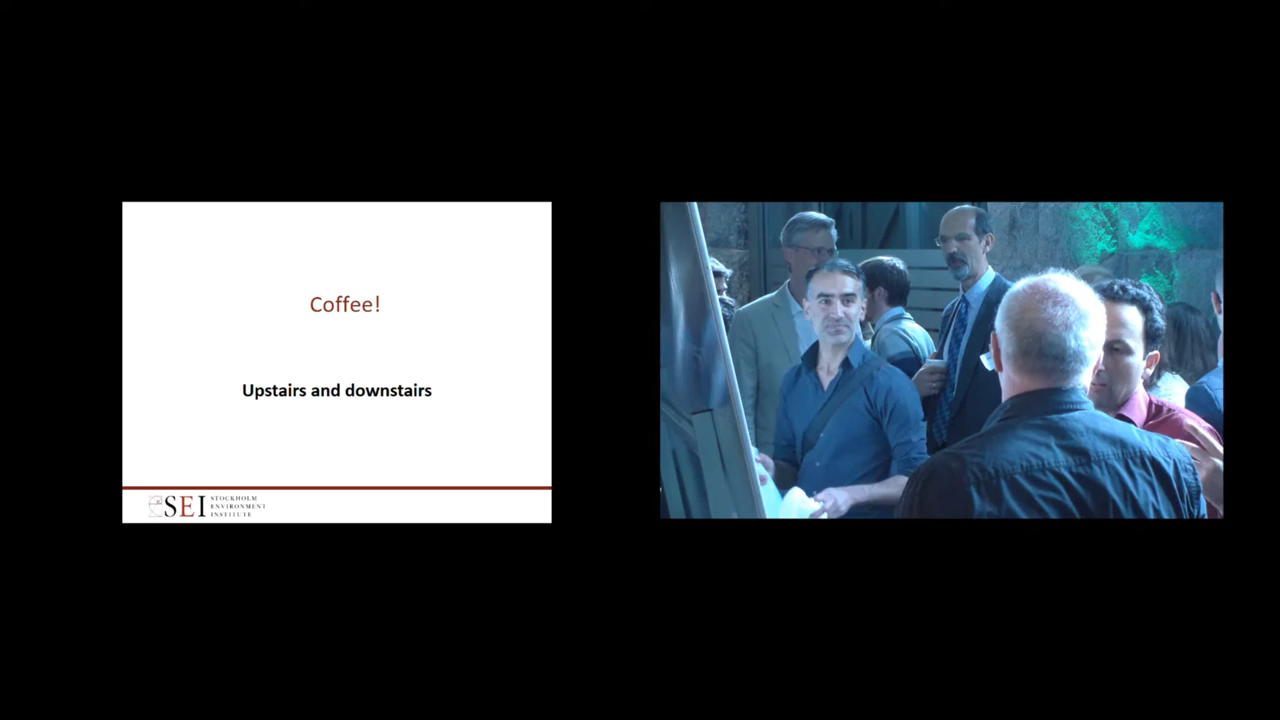 Coffee!
Upstairs and downstairs
SEI
STOCKHOLM
ENVIRONMENT
INSTITUTE